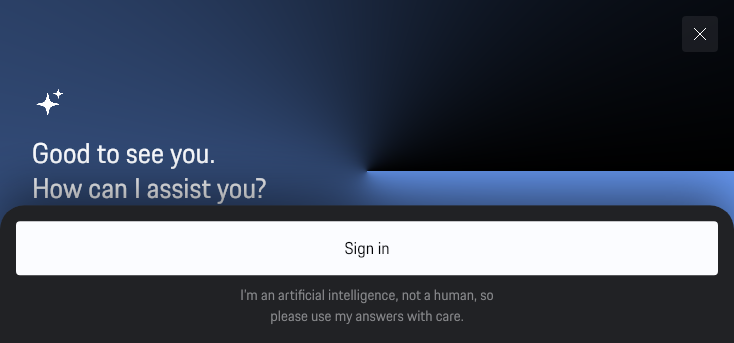 Good to see you.
How can I assist you?
Sign in
I'm an artificial intelligence, not a human, so
please use my answers with care.